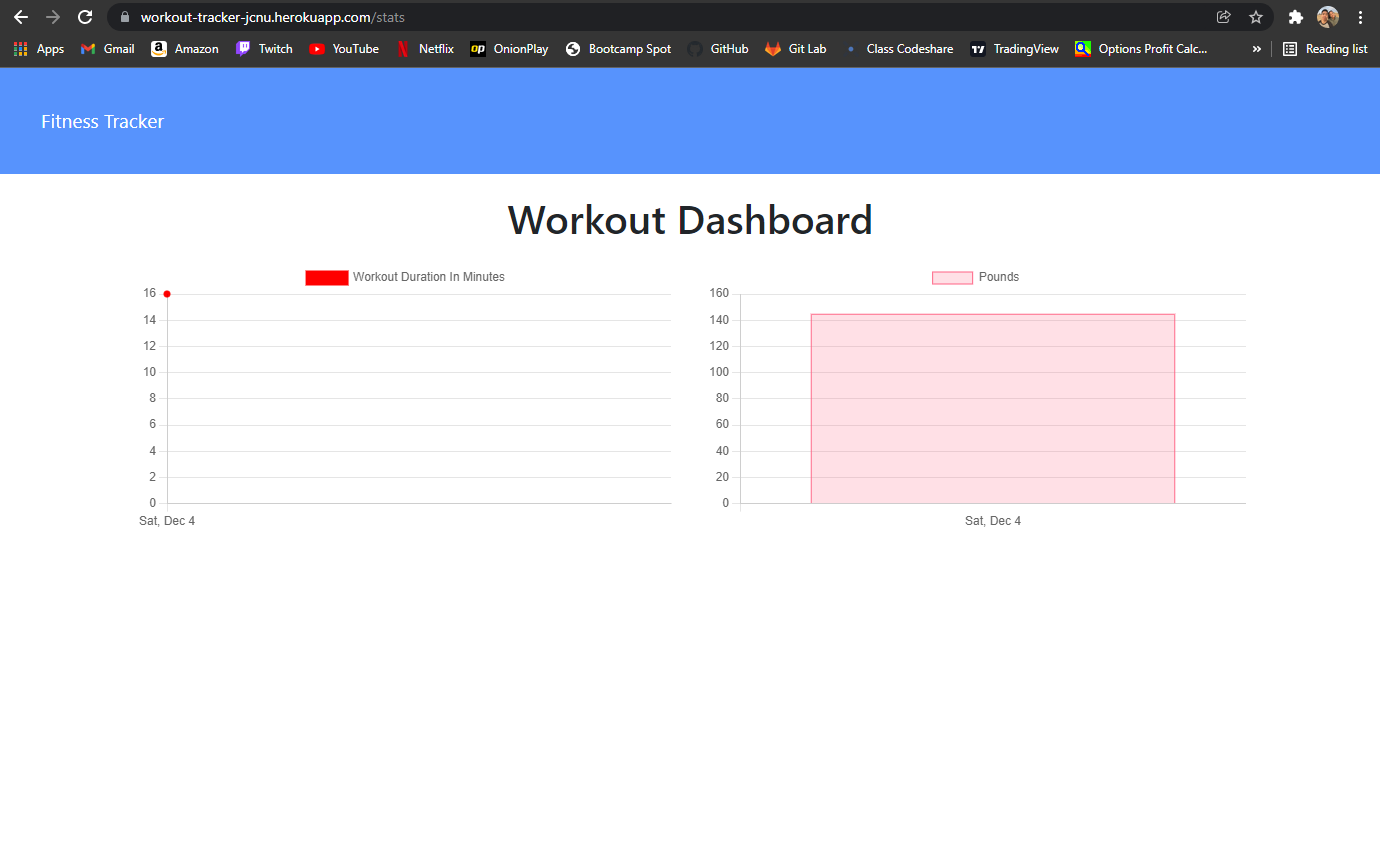 workout-tracker-jcnu.herokuapp.com/stats
Apps Gmail Amazon Twitch YouTube Netflix OnionPlay Bootcamp Spot GitHub Git Lab Class Codeshare TradingView Options Profit Calc... » Reading list
Fitness Tracker
Workout Dashboard
Workout Duration In Minutes
16
14
12
10
8
6
4
2
0
Sat, Dec 4
Pounds
160
140
120
100
80
60
40
20
0
Sat, Dec 4